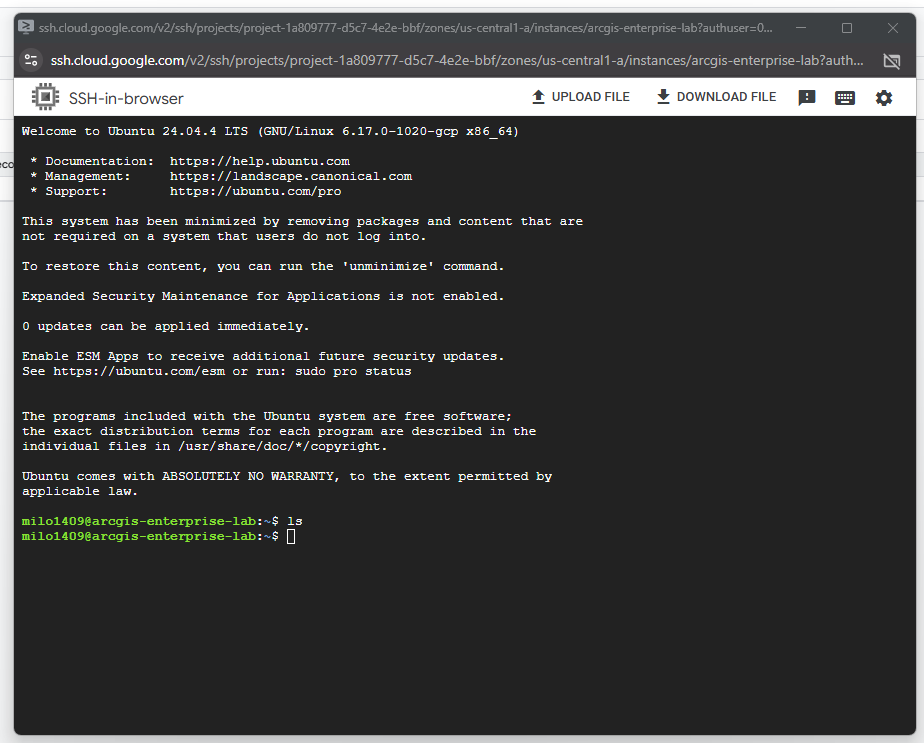 ssh.cloud.google.com/v2/ssh/projects/project-1a809777-d5c7-4e2e-bbf/zones/us-central1-a/instances/arcgis-enterprise-lab?authuser=0...
ssh.cloud.google.com/v2/ssh/projects/project-1a809777-d5c7-4e2e-bbf/zones/us-central1-a/instances/arcgis-enterprise-lab?auth...
SSH-in-browser
UPLOAD FILE
DOWNLOAD FILE
eco
Welcome to Ubuntu 24.04.4 LTS (GNU/Linux 6.17.0-1020-gcp x86_64)
* Documentation:  https://help.ubuntu.com
* Management:     https://landscape.canonical.com
* Support:        https://ubuntu.com/pro
This system has been minimized by removing packages and content that are
not required on a system that users do not log into.
To restore this content, you can run the 'unminimize' command.
Expanded Security Maintenance for Applications is not enabled.
0 updates can be applied immediately.
Enable ESM Apps to receive additional future security updates.
See https://ubuntu.com/esm or run: sudo pro status
The programs included with the Ubuntu system are free software;
the exact distribution terms for each program are described in the
individual files in /usr/share/doc/*/copyright.
Ubuntu comes with ABSOLUTELY NO WARRANTY, to the extent permitted by
applicable law.
milo1409@arcgis-enterprise-lab:~$ ls
milo1409@arcgis-enterprise-lab:~$